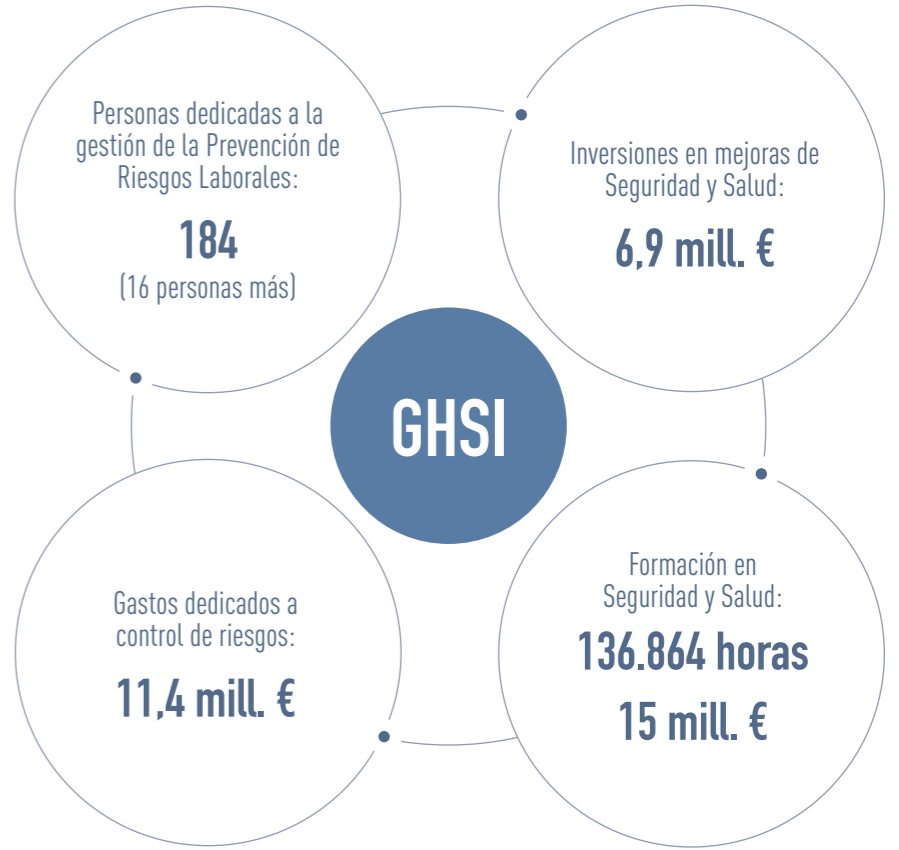 Personas dedicadas a la
gestión de la Prevención de
Riesgos Laborales:
184
(16 personas más)
Inversiones en mejoras de
Seguridad y Salud:
6,9 mill. €
GHSI
Gastos dedicados a
control de riesgos:
11,4 mill. €
Formación en
Seguridad y Salud:
136.864 horas
15 mill. €